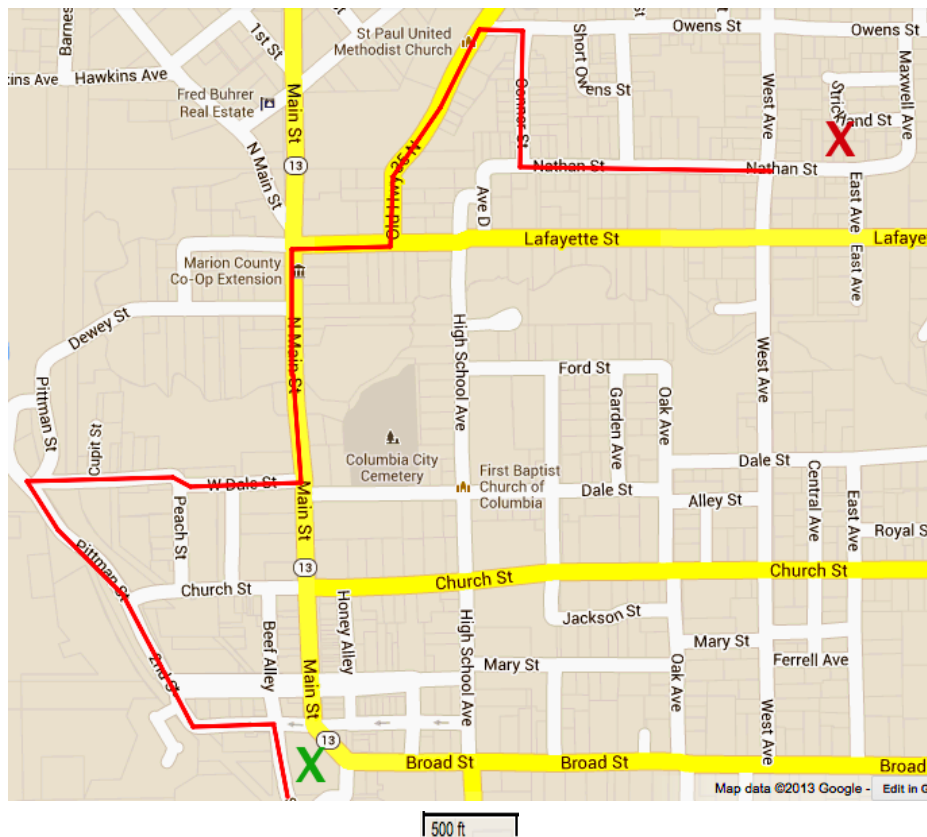 St Paul United
Methodist Church
Owens St
Owens St
Barnes
1st St
Main St
kins Ave
Hawkins Ave
Fred Buhrer
Real Estate
Short Ow
ens St
Connor St
West Ave
Strick
land St
Maxwell Ave
X
13
N Main St
Old Hwy 35 N
Nathan St
Nathan St
Ave D
East Ave
Lafayette St
Lafaye
Marion County
Co-Op Extension
East Ave
Dewey St
N Main St
High School Ave
West Ave
Ford St
Pittman St
Garden Ave
Oak Ave
Cuprit St
Columbia City
Cemetery
First Baptist
Church of
Columbia
Dale St
W Dale St
Dale St
Main St
Peach St
Alley St
Central Ave
East Ave
Royal S
Pittman St
13
Church St
Church St
Church St
Honey Alley
Jackson St
Beef Alley
High School Ave
Mary St
2nd St
Main St
Mary St
Oak Ave
Ferrell Ave
West Ave
13
X
Broad St
Broad St
Broad
Map data ©2013 Google -
Edit in G
500 ft